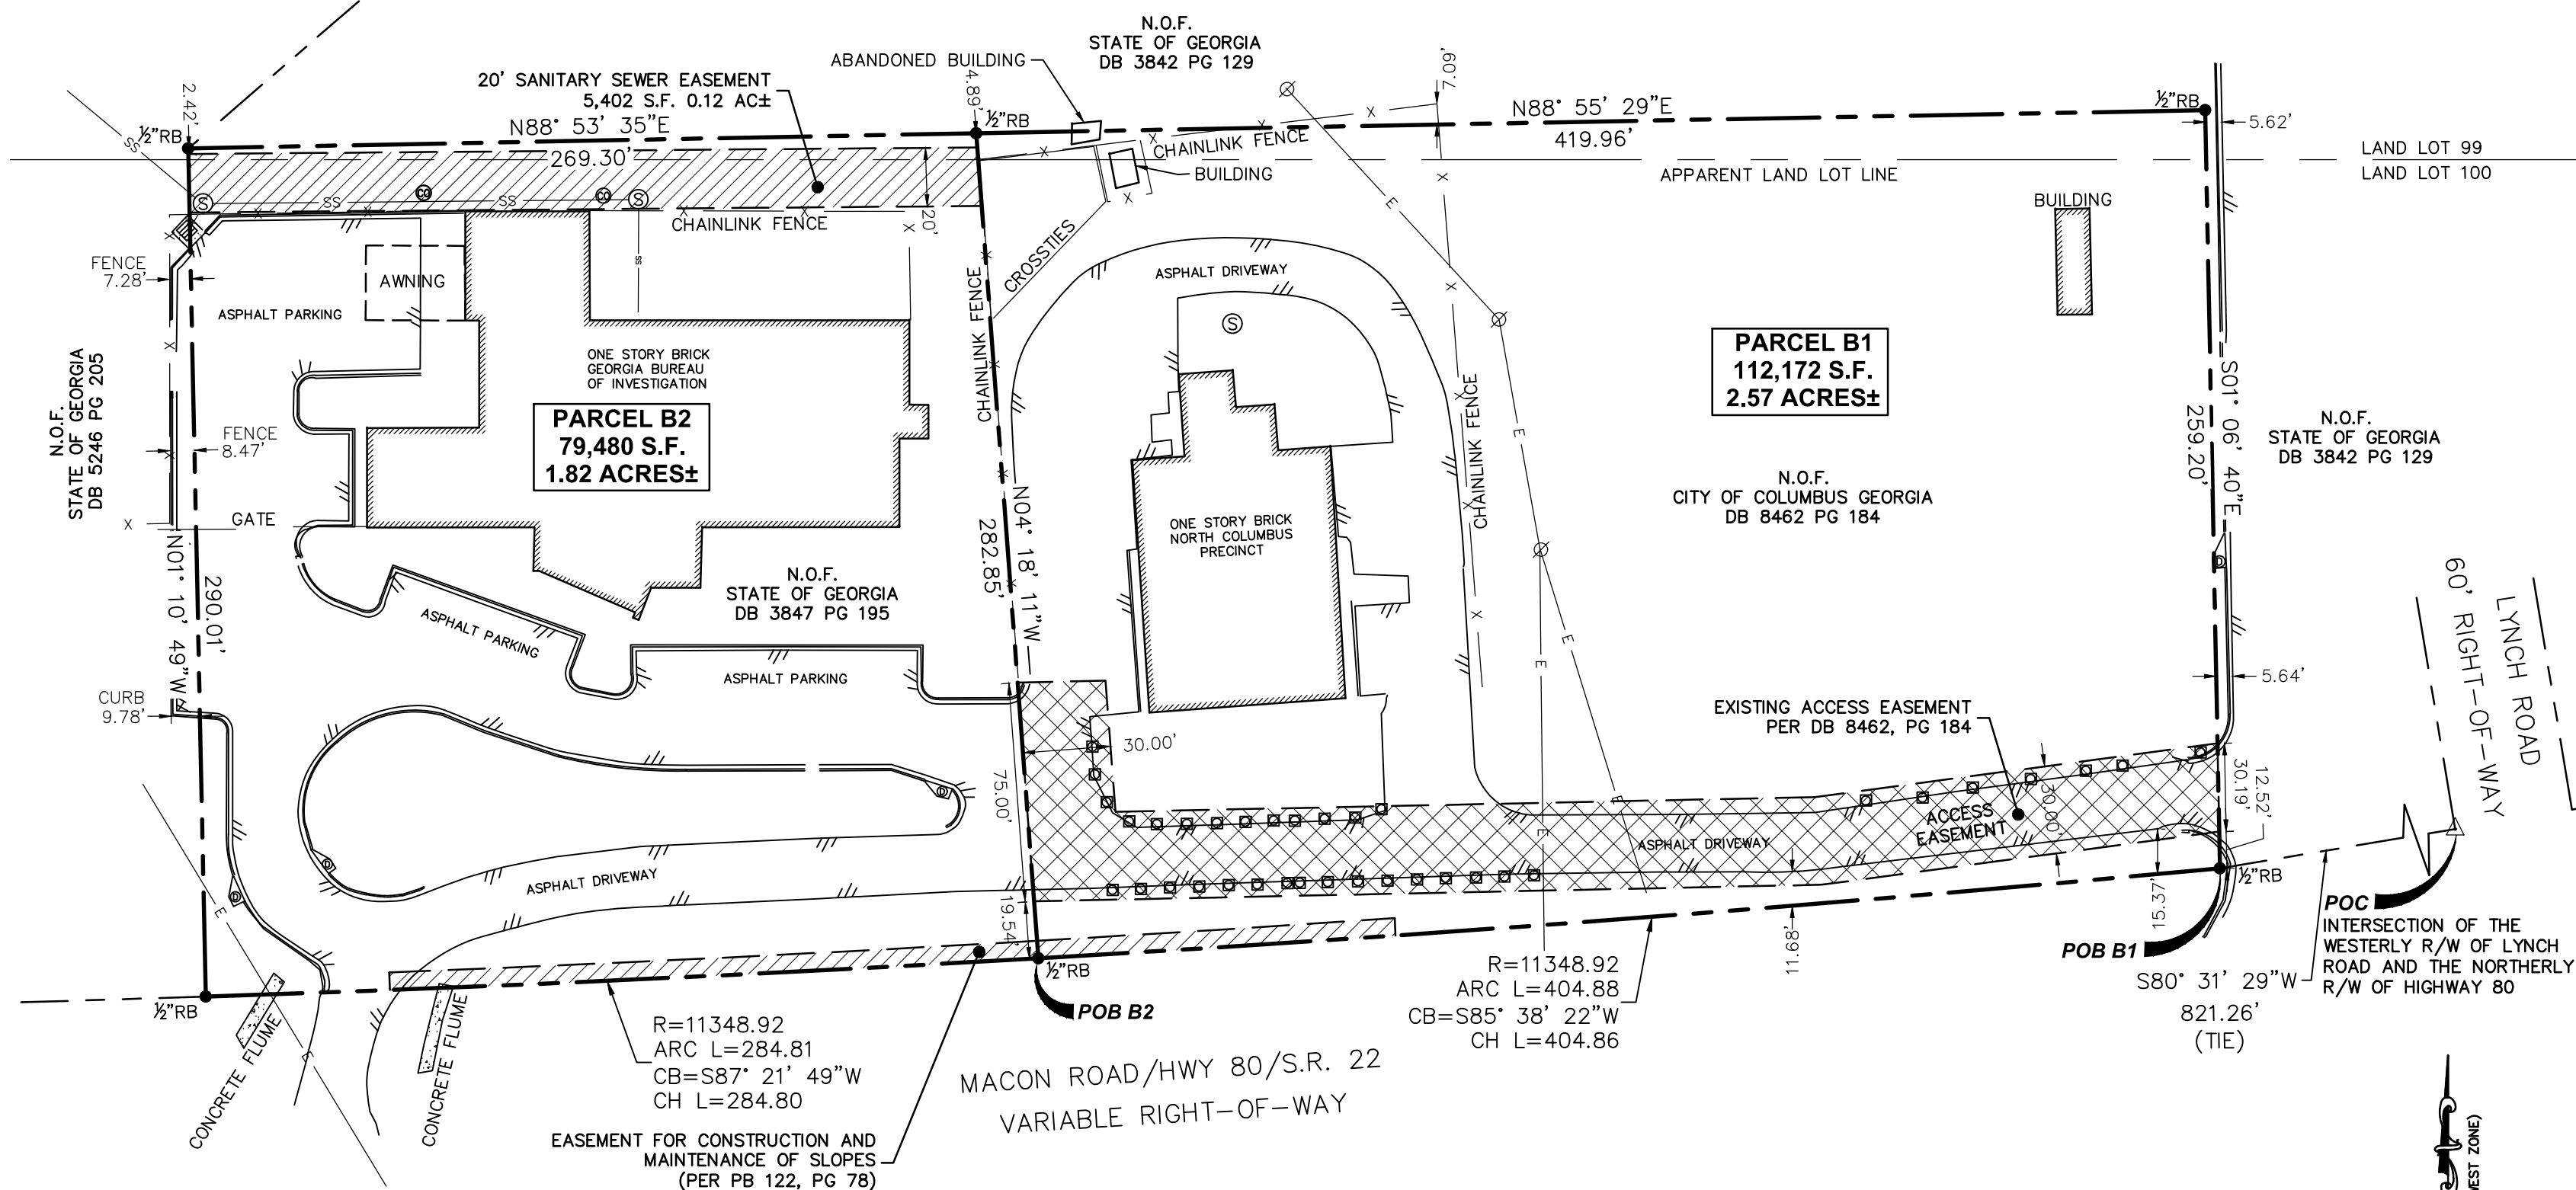 N.O.F.
STATE OF GEORGIA
DB 3842 PG 129
ABANDONED BUILDING
7.09'
20' SANITARY SEWER EASEMENT
5,402 S.F. 0.12 AC±
2.42'
4.89'
½"RB
N88° 53' 35"E
269.30'
½"RB
N88° 55' 29"E
419.96'
½"RB
5.62'
CHAINLINK FENCE
BUILDING
APPARENT LAND LOT LINE
LAND LOT 99
LAND LOT 100
SS
S
CO
SS
CO
S
SS
CHAINLINK FENCE
20'
BUILDING
CROSSTIES
FENCE
7.28'
AWNING
ASPHALT PARKING
SS
CHAINLINK FENCE
ASPHALT DRIVEWAY
S
E
N.O.F.
STATE OF GEORGIA
DB 5246 PG 205
ONE STORY BRICK
GEORGIA BUREAU
OF INVESTIGATION
PARCEL B2
79,480 S.F.
1.82 ACRES±
FENCE
8.47'
GATE
N01° 10' 49"W
290.01'
N04° 18' 11"W
282.85'
CHAINLINK FENCE
E
PARCEL B1
112,172 S.F.
2.57 ACRES±
N.O.F.
CITY OF COLUMBUS GEORGIA
DB 8462 PG 184
S01° 06' 40"E
259.20'
N.O.F.
STATE OF GEORGIA
DB 3842 PG 129
ONE STORY BRICK
NORTH COLUMBUS
PRECINCT
N.O.F.
STATE OF GEORGIA
DB 3847 PG 195
ASPHALT PARKING
ASPHALT PARKING
CURB
9.78'
E
E
LYNCH ROAD
60' RIGHT-OF-WAY
5.64'
EXISTING ACCESS EASEMENT
PER DB 8462, PG 184
30.00'
75.00'
30.00'
ACCESS
EASEMENT
ASPHALT DRIVEWAY
E
E
30.19'
12.52'
15.37'
½"RB
ASPHALT DRIVEWAY
19.54'
11.68'
POC
INTERSECTION OF THE
WESTERLY R/W OF LYNCH
ROAD AND THE NORTHERLY
R/W OF HIGHWAY 80
POB B1
S80° 31' 29"W
821.26'
(TIE)
E
½"RB
½"RB
POB B2
R=11348.92
ARC L=404.88
CB=S85° 38' 22"W
CH L=404.86
CONCRETE FLUME
E
CONCRETE FLUME
R=11348.92
ARC L=284.81
CB=S87° 21' 49"W
CH L=284.80
MACON ROAD/HWY 80/S.R. 22
VARIABLE RIGHT-OF-WAY
EASEMENT FOR CONSTRUCTION AND
MAINTENANCE OF SLOPES
(PER PB 122, PG 78)
ZONE)